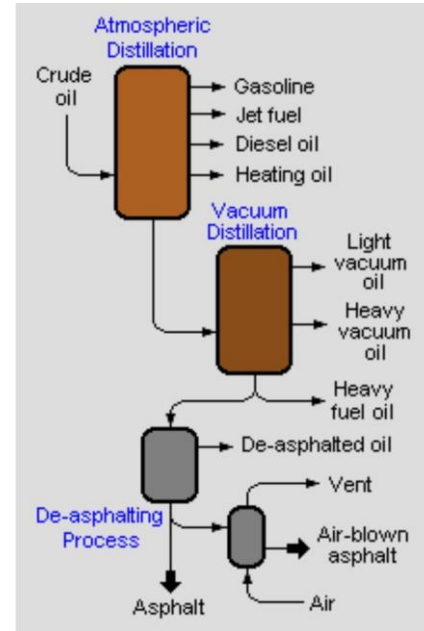 Atmospheric
Distillation
Crude
oil
Gasoline
Jet fuel
Diesel oil
Heating oil
Vacuum
Distillation
Light
vacuum
oil
Heavy
vacuum
oil
Heavy
fuel oil
De-asphalted oil
Vent
De-asphalting
Process
Air-blown
asphalt
Asphalt
Air